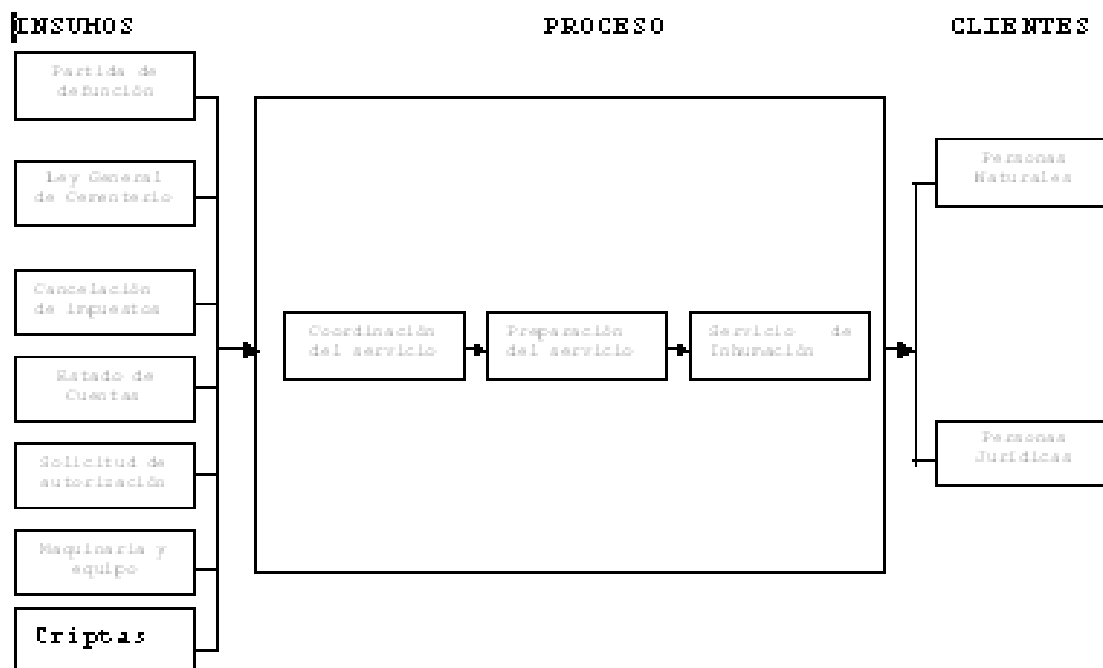 INSUMOS
PROCESO
CLIENTES
Partida de
defunción
Ley General
de Cementerio
Cancelación
de impuestos
Estado de
Cuentas
Solicitud de
autorización
Maquinaria y
equipo
Criptas
Coordinación
del servicio
Preparación
del servicio
Servicio de
Inhumación
Personas
Naturales
Personas
Jurídicas